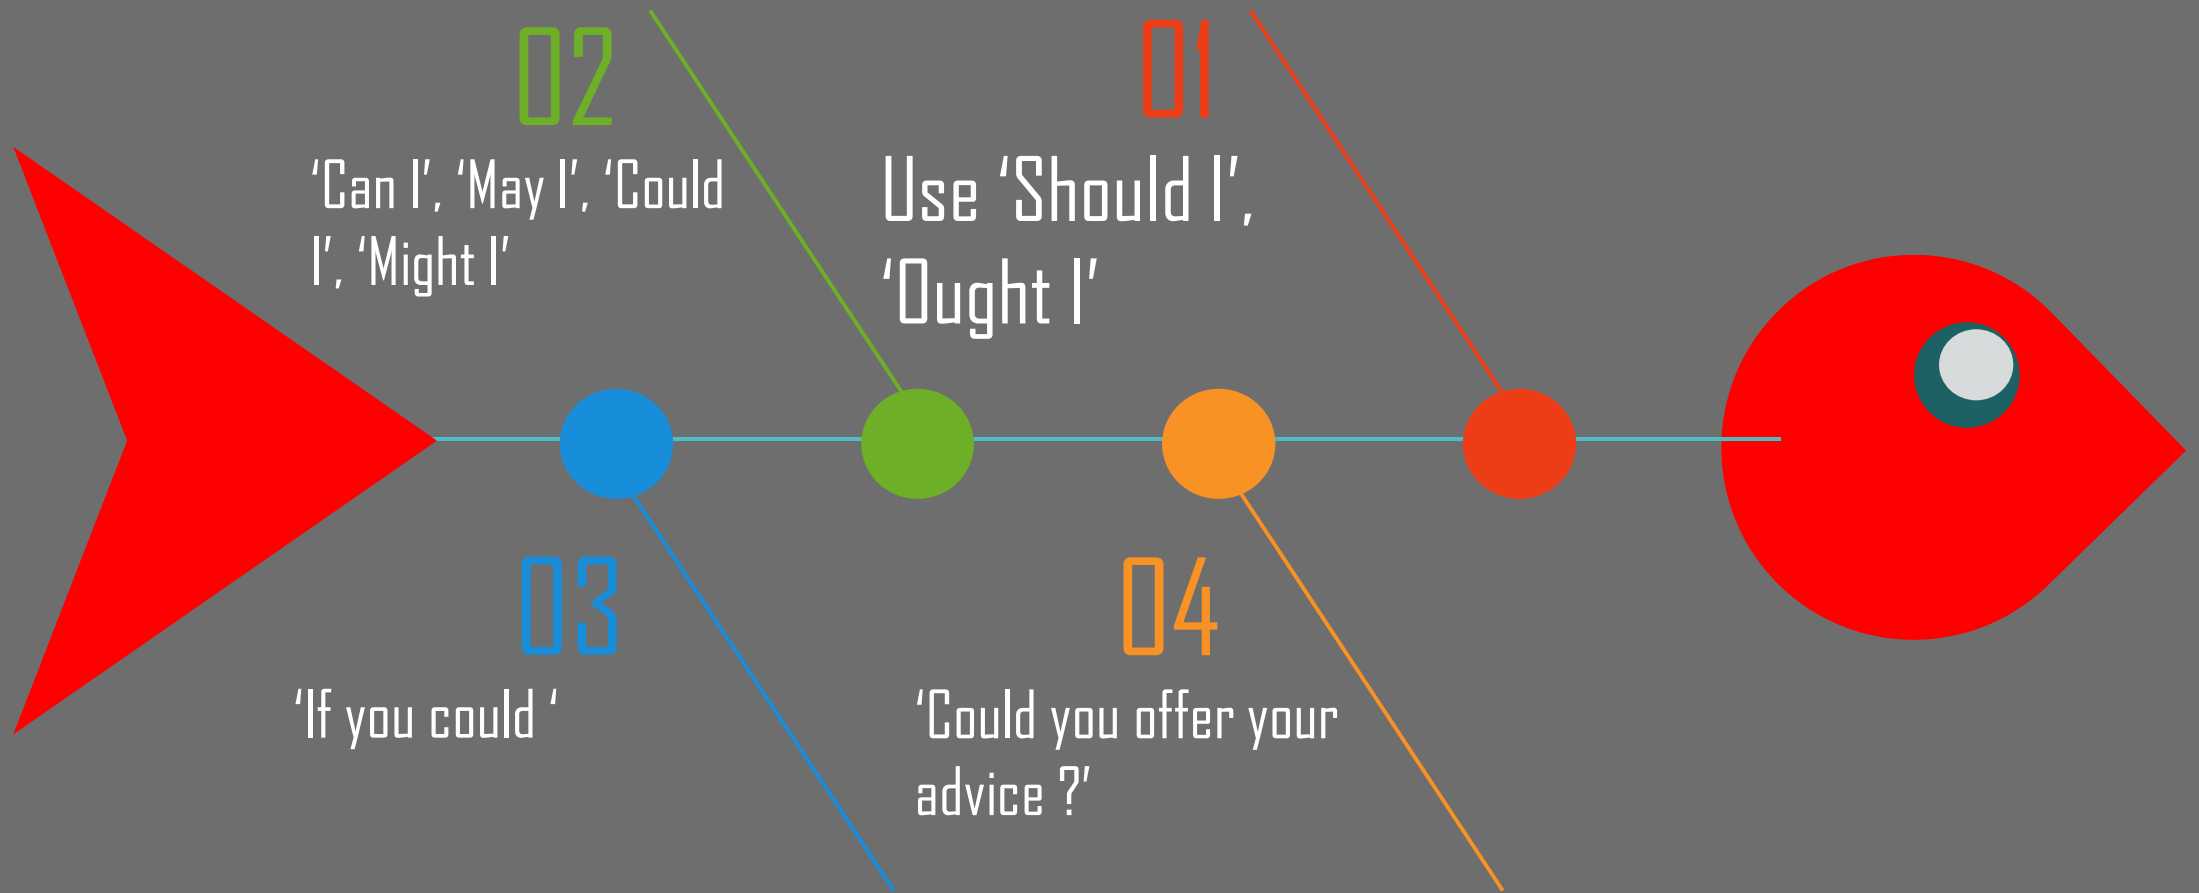 02
‘Can I’, ‘May I’, ‘Could
I’, ‘Might I’
01
Use ‘Should I’,
‘Ought I’
03
‘If you could ‘
04
‘Could you offer your
advice ?’